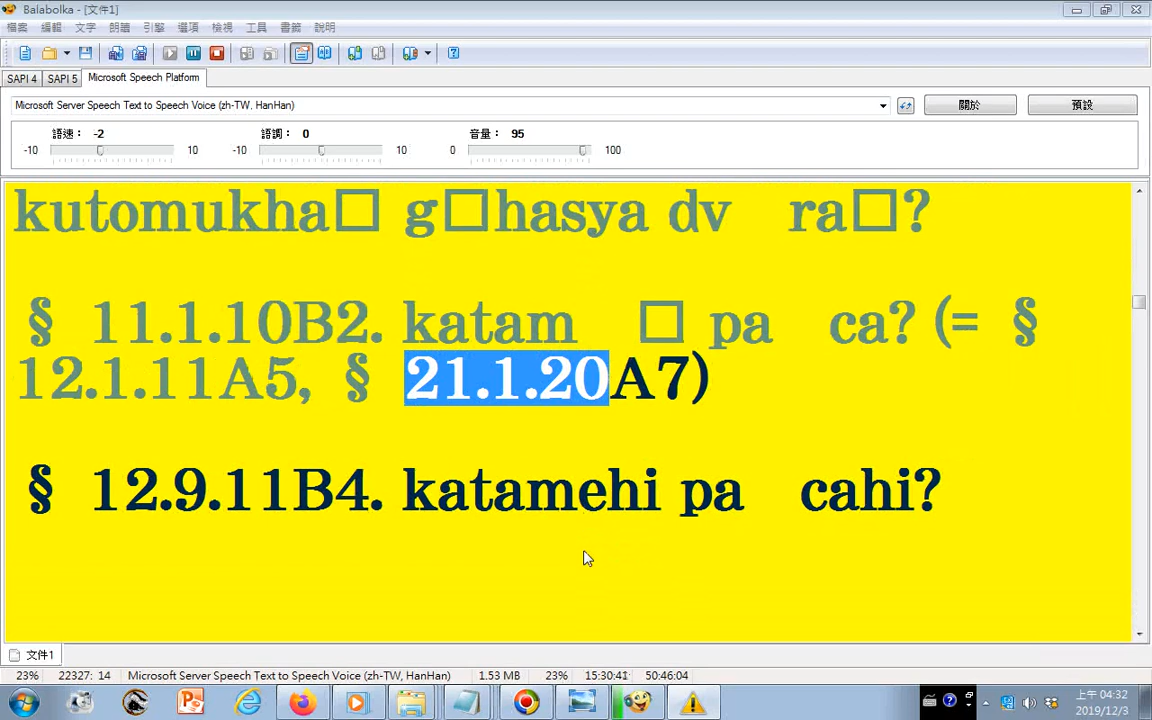 Balabolka - [文件1]
檔案 編輯 文字 朗讀 引擎 選項 檢視 工具 書籤 說明
SAPI 4 SAPI 5 Microsoft Speech Platform
Microsoft Server Speech Text to Speech Voice (zh-TW, HanHan) 關於 預設
語速： -2 語調： 0 音量： 95
-10 10 -10 10 0 100
kutomukha□ g□hasya dv ra□?
§ 11.1.10B2. katam □ pa ca? (= §
12.1.11A5, § 21.1.20A7)
§ 12.9.11B4. katamehi pa cahi?
文件1
23% 22327: 14 Microsoft Server Speech Text to Speech Voice (zh-TW, HanHan) 1.53 MB 23% 15:30:41 50:46:04
上午 04:32
2019/12/3